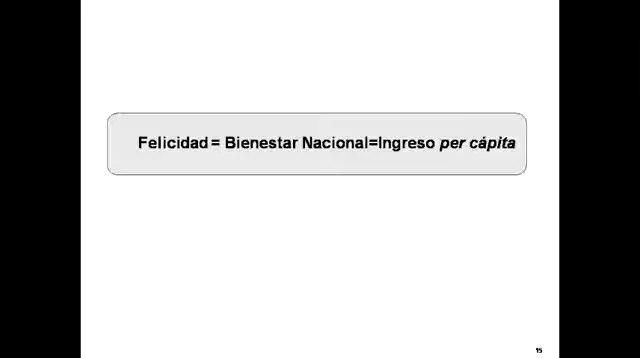 Felicidad = Bienestar Nacional=Ingreso per cápita
15